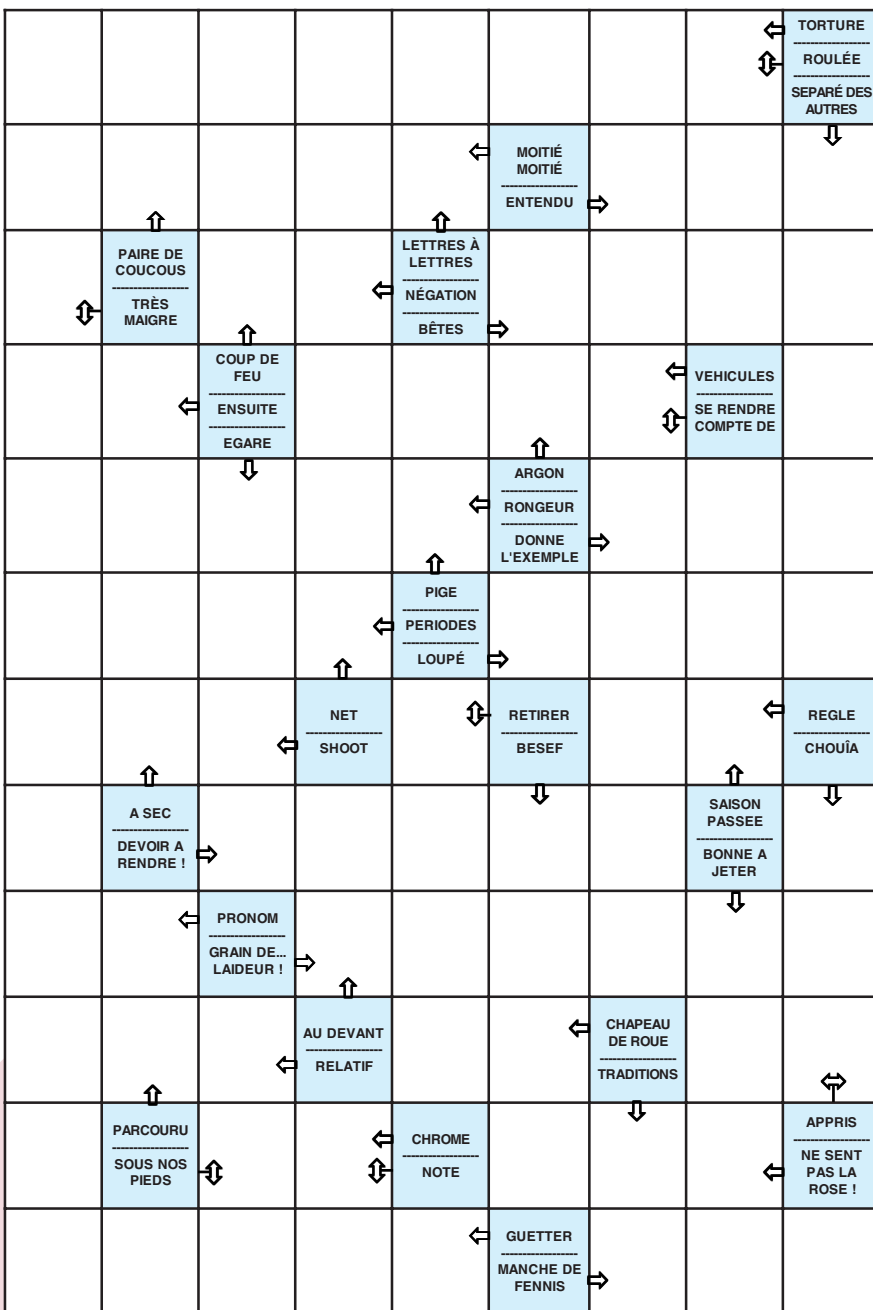 TORTURE
ROULÉE
SEPARÉ DES
AUTRES
MOITIÉ
MOITIÉ
ENTENDU
PAIRE DE
COUCOUS
TRÈS
MAIGRE
LETTRES À
LETTRES
NÉGATION
BÊTES
COUP DE
FEU
ENSUITE
EGARE
VEHICULES
SE RENDRE
COMPTE DE
ARGON
RONGEUR
DONNE
L'EXEMPLE
PIGE
PERIODES
LOUPÉ
NET
SHOOT
RETIRER
BESEF
REGLE
CHOUÎA
A SEC
DEVOIR A
RENDRE !
SAISON
PASSEE
BONNE A
JETER
PRONOM
GRAIN DE...
LAIDEUR !
AU DEVANT
RELATIF
CHAPEAU
DE ROUE
TRADITIONS
PARCOURU
SOUS NOS
PIEDS
CHROME
NOTE
APPRIS
NE SENT
PAS LA
ROSE !
GUETTER
MANCHE DE
FENNIS